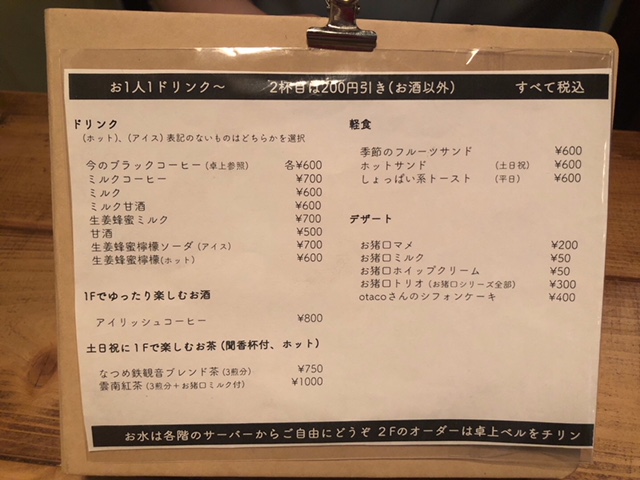 お1人1ドリンク～ 2杯目は200円引き(お酒以外) すべて税込
ドリンク
(ホット)、(アイス)表記のないものはどちらかを選択
今のブラックコーヒー(卓上参照) 各¥600
ミルクコーヒー ¥700
ミルク ¥600
ミルク甘酒 ¥600
生姜蜂蜜ミルク ¥700
甘酒 ¥500
生姜蜂蜜檸檬ソーダ(アイス) ¥700
生姜蜂蜜檸檬(ホット) ¥600
1Fでゆったり楽しむお酒
アイリッシュコーヒー ¥800
土日祝に1Fで楽しむお茶(聞香杯付、ホット)
なつめ鉄観音ブレンド茶(3煎分) ¥750
雲南紅茶(3煎分+お猪口ミルク付) ¥1000
軽食
季節のフルーツサンド ¥600
ホットサンド (土日祝) ¥600
しょっぱい系トースト (平日) ¥600
デザート
お猪口マメ ¥200
お猪口ミルク ¥50
お猪口ホイップクリーム ¥50
お猪口トリオ(お猪口シリーズ全部) ¥300
otacoさんのシフォンケーキ ¥400
お水は各階のサーバーからご自由にどうぞ 2Fのオーダーは卓上ベルをチリン